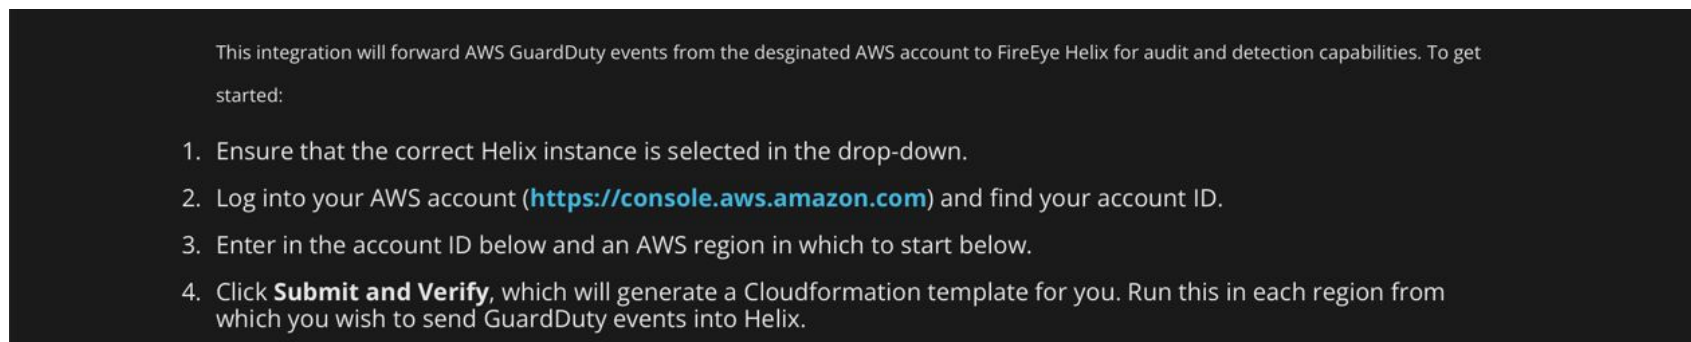 This integration will forward AWS GuardDuty events from the desginated AWS account to FireEye Helix for audit and detection capabilities. To get
started:
1. Ensure that the correct Helix instance is selected in the drop-down.
2. Log into your AWS account (https://console.aws.amazon.com) and find your account ID.
3. Enter in the account ID below and an AWS region in which to start below.
4. Click Submit and Verify, which will generate a Cloudformation template for you. Run this in each region from
which you wish to send GuardDuty events into Helix.